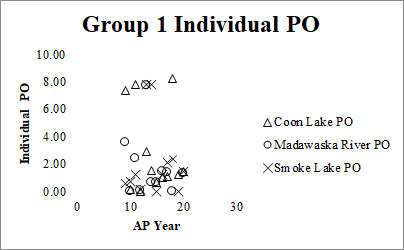 Group 1 Individual PO
10.00
8.00
6.00
4.00
2.00
0.00
Individual PO
0 10 20 30
AP Year
Coon Lake PO
Madawaska River PO
Smoke Lake PO